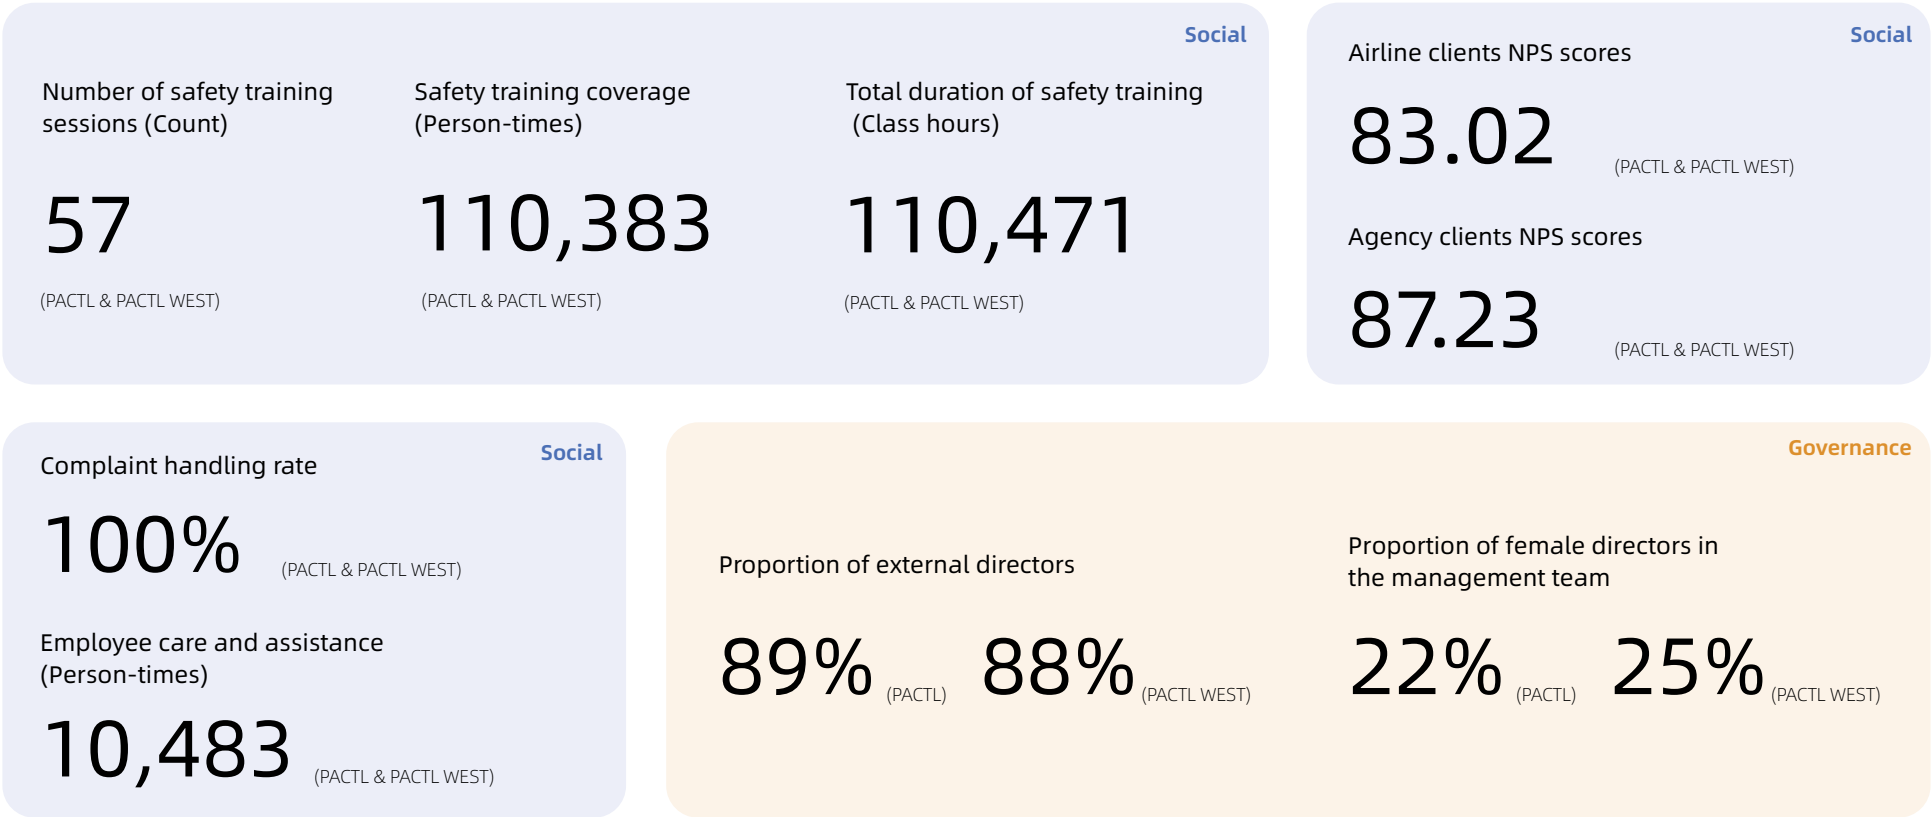 Social
Number of safety training
sessions (Count)
57
(PACTL & PACTL WEST)
Safety training coverage
(Person-times)
110,383
(PACTL & PACTL WEST)
Total duration of safety training
(Class hours)
110,471
(PACTL & PACTL WEST)
Social
Airline clients NPS scores
83.02
(PACTL & PACTL WEST)
Agency clients NPS scores
87.23
(PACTL & PACTL WEST)
Social
Complaint handling rate
100%
(PACTL & PACTL WEST)
Employee care and assistance
(Person-times)
10,483
(PACTL & PACTL WEST)
Governance
Proportion of external directors
89% (PACTL) 88% (PACTL WEST)
Proportion of female directors in
the management team
22% (PACTL) 25% (PACTL WEST)